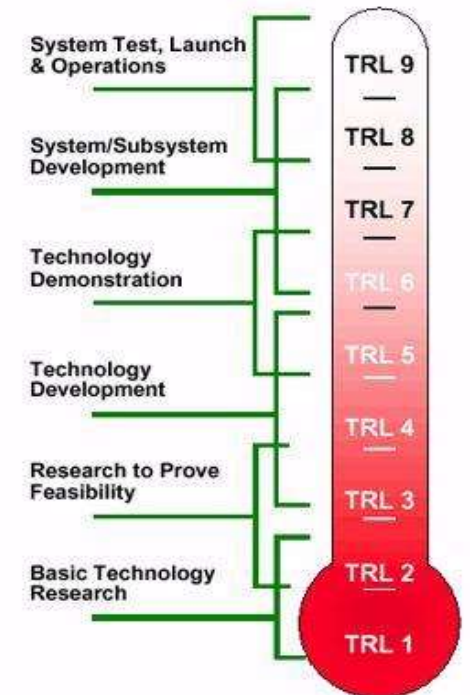 System Test, Launch
& Operations
System/Subsystem
Development
Technology
Demonstration
Technology
Development
Research to Prove
Feasibility
Basic Technology
Research
TRL 9
TRL 8
TRL 7
TRL 6
TRL 5
TRL 4
TRL 3
TRL 2
TRL 1